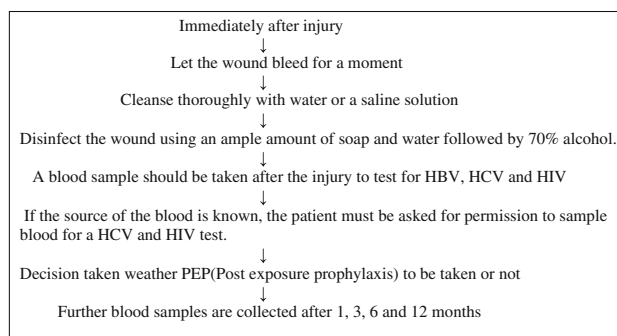 Immediately after injury
↓
Let the wound bleed for a moment
↓
Cleanse thoroughly with water or a saline solution
↓
Disinfect the wound using an ample amount of soap and water followed by 70% alcohol.
↓
A blood sample should be taken after the injury to test for HBV, HCV and HIV
↓
If the source of the blood is known, the patient must be asked for permission to sample
blood for a HCV and HIV test.
↓
Decision taken weather PEP(Post exposure prophylaxis) to be taken or not
↓
Further blood samples are collected after 1, 3, 6 and 12 months